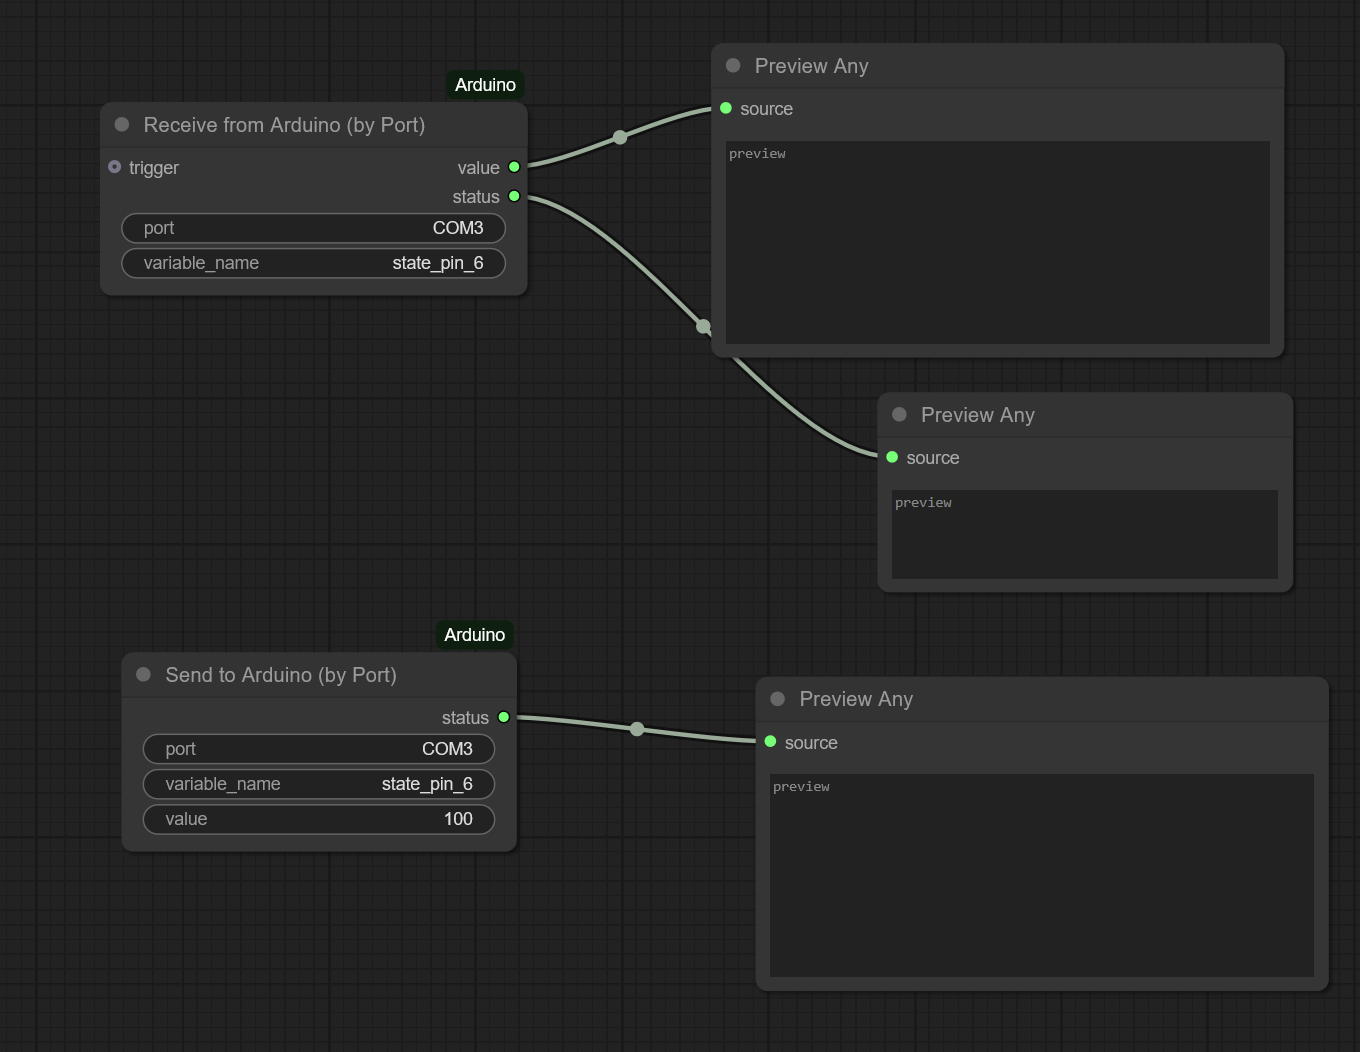 Arduino
Receive from Arduino (by Port)
trigger
value
status
port
COM3
variable_name
state_pin_6
Preview Any
source
preview
Preview Any
source
preview
Arduino
Send to Arduino (by Port)
status
port
COM3
variable_name
state_pin_6
value
100
Preview Any
source
preview